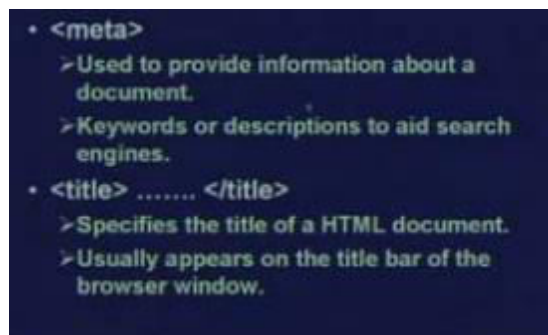 • <meta>
➢Used to provide information about a
document.
➢Keywords or descriptions to aid search
engines.
• <title> ....... </title>
➢Specifies the title of a HTML document.
➢Usually appears on the title bar of the
browser window.